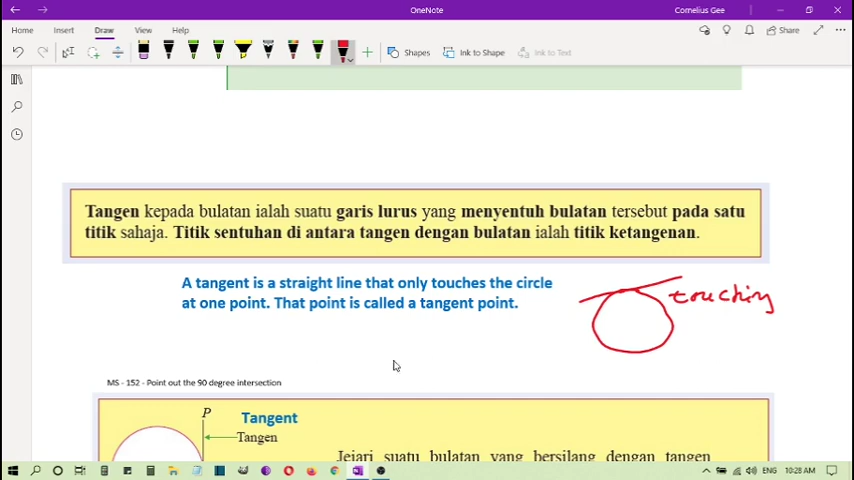 OneNote
Cornelius Gee
Home Insert Draw View Help
Share
Shapes Ink to Shape Ink to Text
Tangen kepada bulatan ialah suatu garis lurus yang menyentuh bulatan tersebut pada satu
titik sahaja. Titik sentuhan di antara tangen dengan bulatan ialah titik ketangenan.
A tangent is a straight line that only touches the circle
at one point. That point is called a tangent point.
touching
MS - 152 - Point out the 90 degree intersection
P
Tangent
Tangen
Jejari suatu bulatan yang bersilang dengan tangen
ENG 10:28 AM